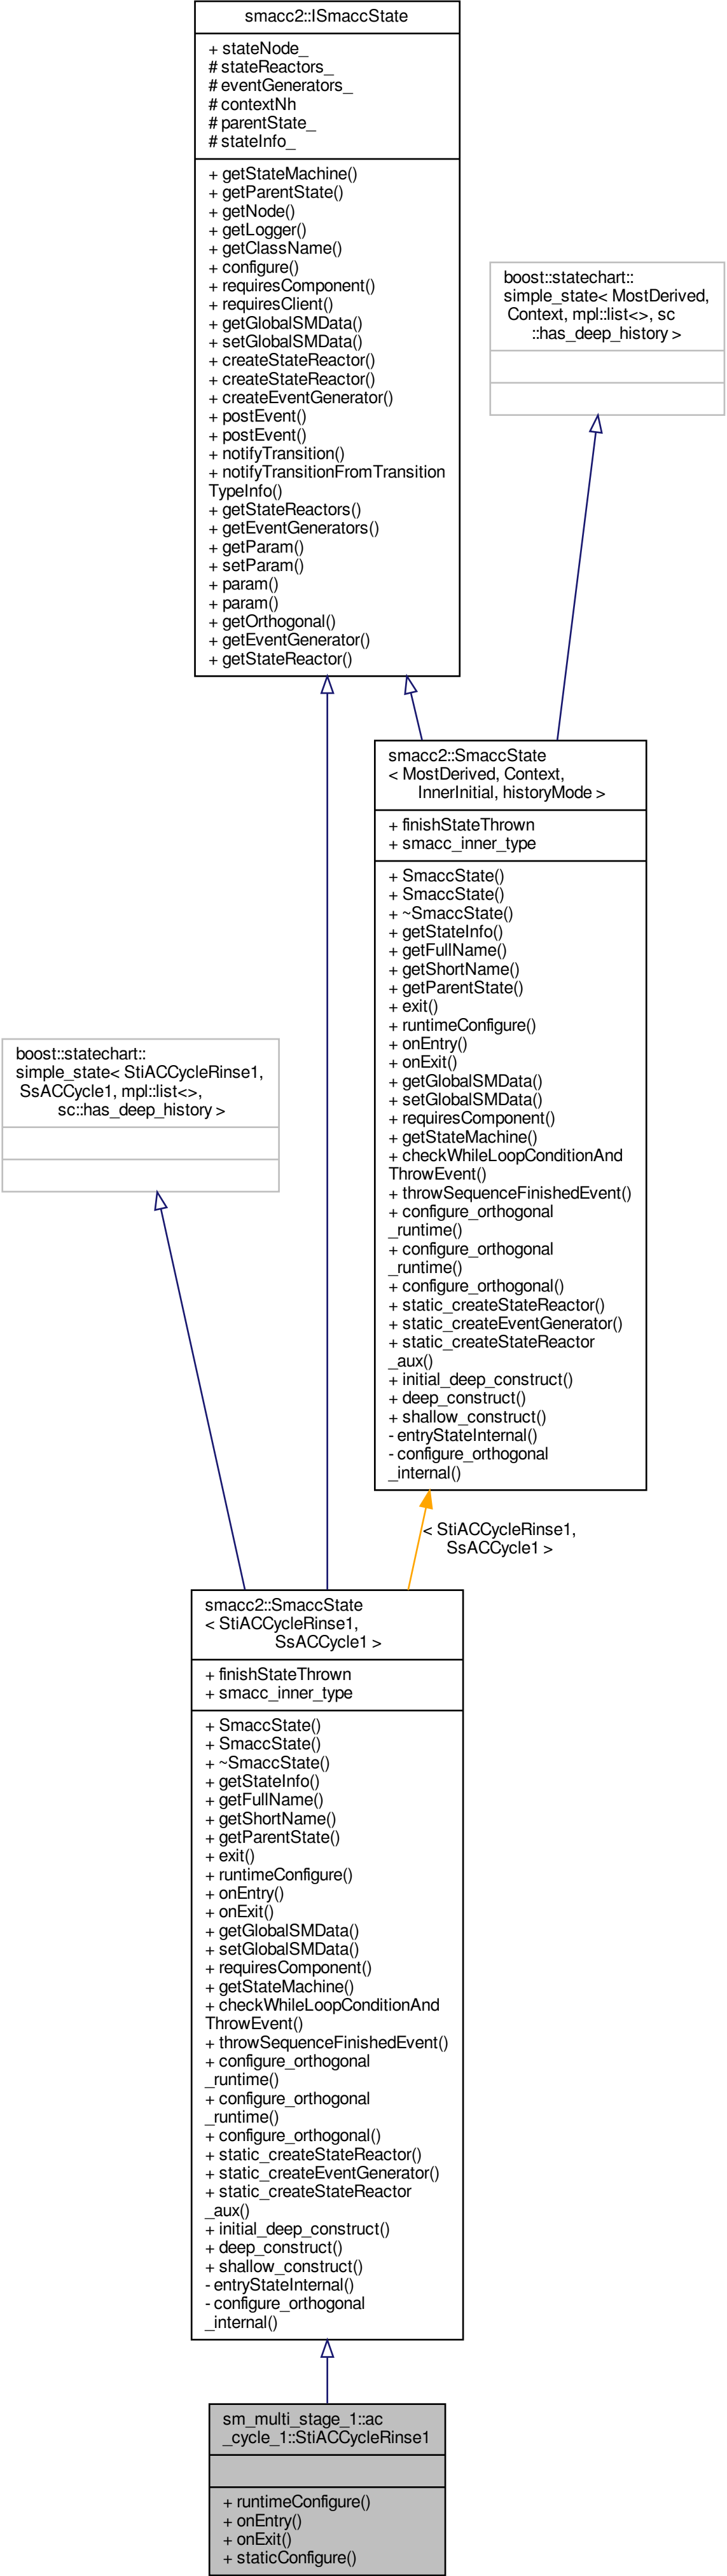 smacc2::ISmaccState
+ stateNode_
# stateReactors_
# eventGenerators_
# contextNh
# parentState_
# stateInfo_
+ getStateMachine()
+ getParentState()
+ getNode()
+ getLogger()
+ getClassName()
+ configure()
+ requiresComponent()
+ requiresClient()
+ getGlobalSMData()
+ setGlobalSMData()
+ createStateReactor()
+ createStateReactor()
+ createEventGenerator()
+ postEvent()
+ postEvent()
+ notifyTransition()
+ notifyTransitionFromTransition
TypeInfo()
+ getStateReactors()
+ getEventGenerators()
+ getParam()
+ setParam()
+ param()
+ param()
+ getOrthogonal()
+ getEventGenerator()
+ getStateReactor()
boost::statechart::
simple_state< MostDerived,
Context, mpl::list<>, sc
::has_deep_history >
smacc2::SmaccState
< MostDerived, Context,
InnerInitial, historyMode >
+ finishStateThrown
+ smacc_inner_type
+ SmaccState()
+ SmaccState()
+ ~SmaccState()
+ getStateInfo()
+ getFullName()
+ getShortName()
+ getParentState()
+ exit()
+ runtimeConfigure()
+ onEntry()
+ onExit()
+ getGlobalSMData()
+ setGlobalSMData()
+ requiresComponent()
+ getStateMachine()
+ checkWhileLoopConditionAnd
ThrowEvent()
+ throwSequenceFinishedEvent()
+ configure_orthogonal
_runtime()
+ configure_orthogonal
_runtime()
+ configure_orthogonal()
+ static_createStateReactor()
+ static_createEventGenerator()
+ static_createStateReactor
_aux()
+ initial_deep_construct()
+ deep_construct()
+ shallow_construct()
- entryStateInternal()
- configure_orthogonal
_internal()
boost::statechart::
simple_state< StiACCycleRinse1,
SsACCycle1, mpl::list<>,
sc::has_deep_history >
< StiACCycleRinse1,
SsACCycle1 >
smacc2::SmaccState
< StiACCycleRinse1,
SsACCycle1 >
+ finishStateThrown
+ smacc_inner_type
+ SmaccState()
+ SmaccState()
+ ~SmaccState()
+ getStateInfo()
+ getFullName()
+ getShortName()
+ getParentState()
+ exit()
+ runtimeConfigure()
+ onEntry()
+ onExit()
+ getGlobalSMData()
+ setGlobalSMData()
+ requiresComponent()
+ getStateMachine()
+ checkWhileLoopConditionAnd
ThrowEvent()
+ throwSequenceFinishedEvent()
+ configure_orthogonal
_runtime()
+ configure_orthogonal
_runtime()
+ configure_orthogonal()
+ static_createStateReactor()
+ static_createEventGenerator()
+ static_createStateReactor
_aux()
+ initial_deep_construct()
+ deep_construct()
+ shallow_construct()
- entryStateInternal()
- configure_orthogonal
_internal()
sm_multi_stage_1::ac
_cycle_1::StiACCycleRinse1
+ runtimeConfigure()
+ onEntry()
+ onExit()
+ staticConfigure()